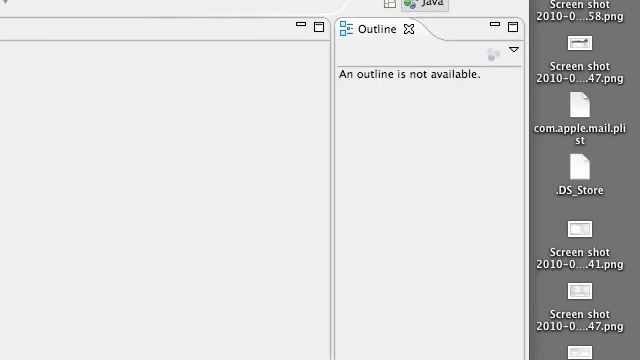 Java
Outline
An outline is not available.
Screen shot
2010-0....58.png
Screen shot
2010-0....47.png
com.apple.mail.pli
st
.DS_Store
Screen shot
2010-0....41.png
Screen shot
2010-0....47.png